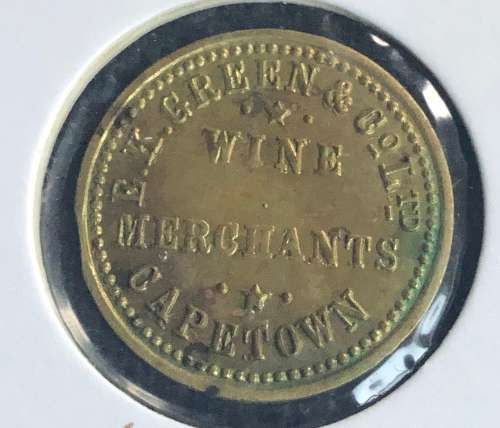 E.K. GREEN & CO LTD
WINE
MERCHANTS
CAPETOWN